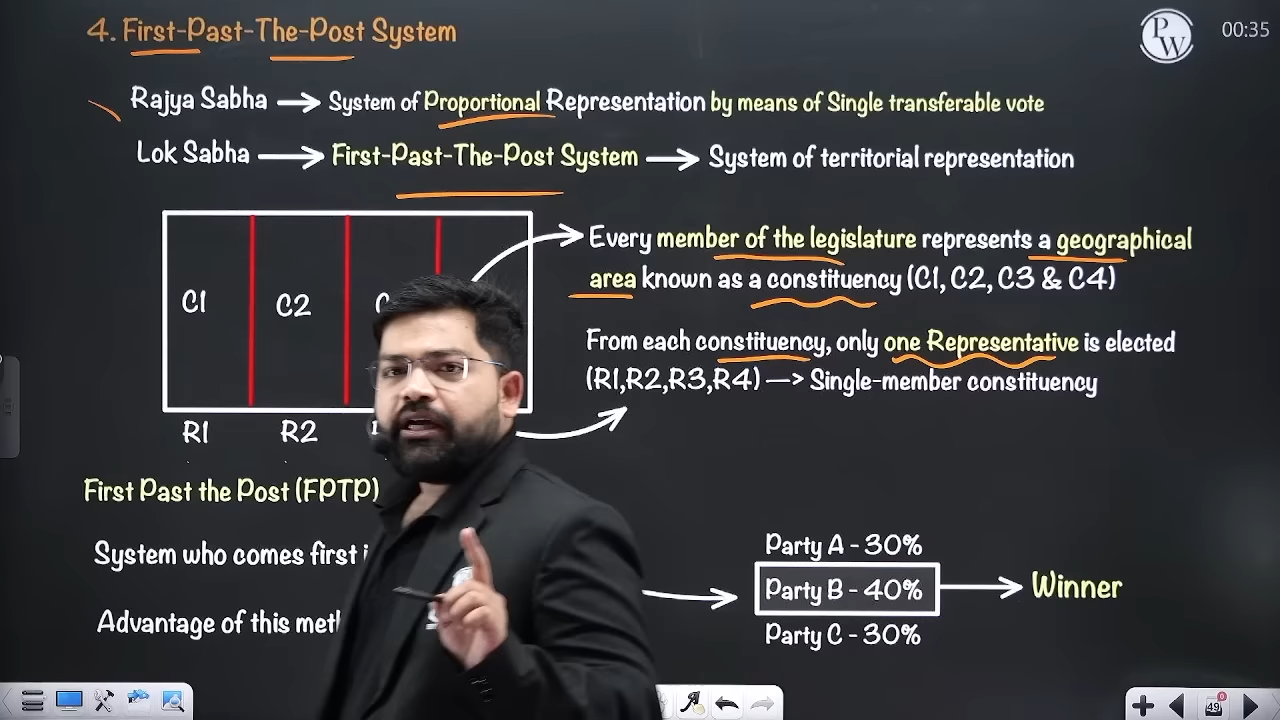 4. First-Past-The-Post System
PW
00:35
Rajya Sabha → System of Proportional Representation by means of Single transferable vote
Lok Sabha → First-Past-The-Post System → System of territorial representation
Every member of the legislature represents a geographical
area known as a constituency (C1, C2, C3 & C4)
C1 C2
From each constituency, only one Representative is elected
(R1,R2,R3,R4) —> Single-member constituency
R1 R2
First Past the Post (FPTP)
System who comes first
Advantage of this
Party A - 30%
Party B - 40% → Winner
Party C - 30%
49